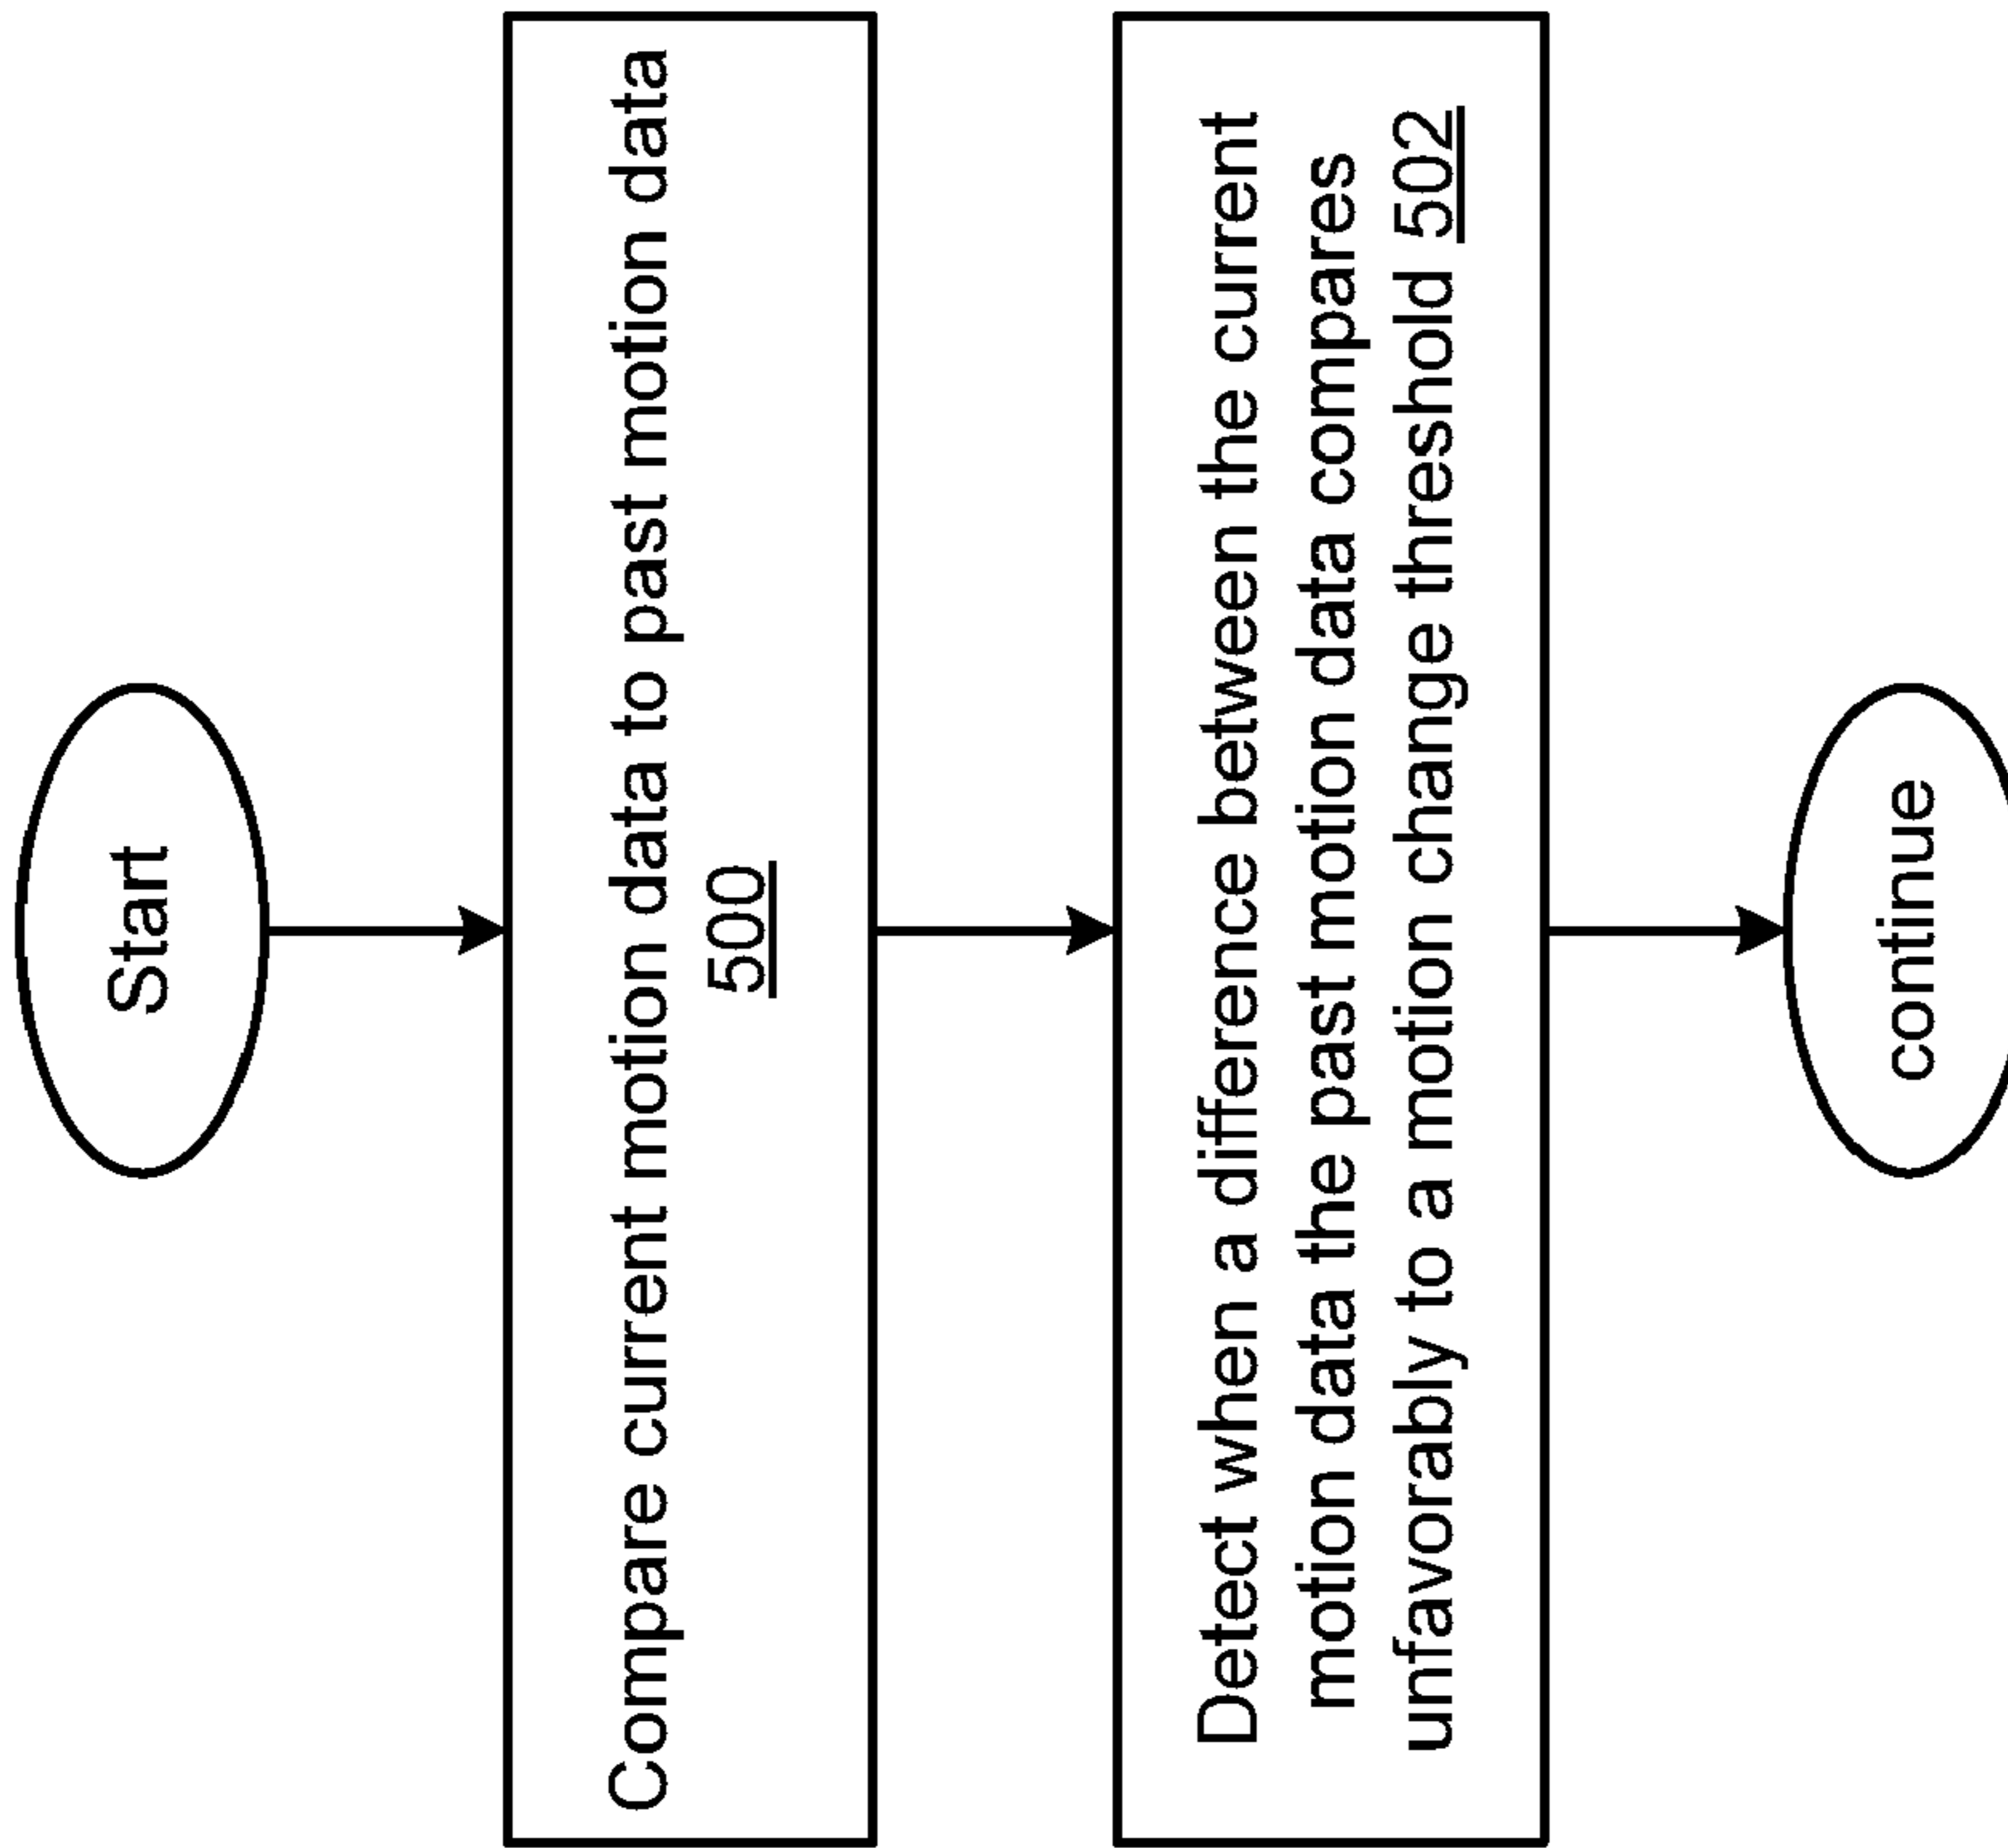 Start
Compare current motion data to past motion data
500
Detect when a difference between the current
motion data the past motion data compares
unfavorably to a motion change threshold 502
continue